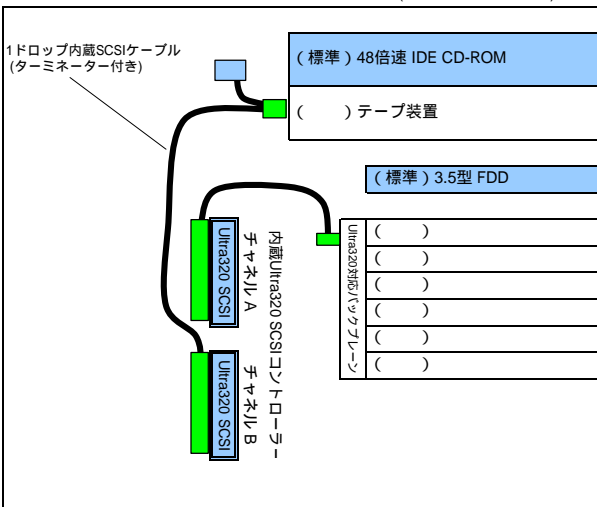 1ドロップ内蔵SCSIケーブル
(ターミネーター付き)
(標準)48倍速 IDE CD-ROM
(　　)テープ装置
(標準)3.5型 FDD
Ultra320 SCSI
チャネル A
内蔵Ultra320 SCSIコントローラー
Ultra320対応バックプレーン
(　　)
(　　)
(　　)
(　　)
(　　)
(　　)
Ultra320 SCSI
チャネル B